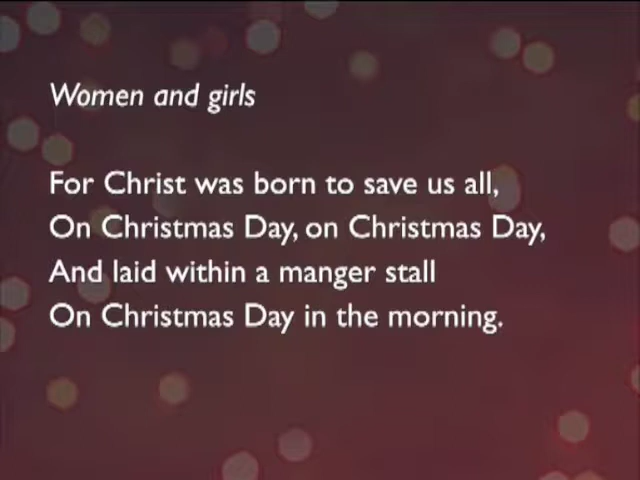 Women and girls
For Christ was born to save us all,
On Christmas Day, on Christmas Day,
And laid within a manger stall
On Christmas Day in the morning.